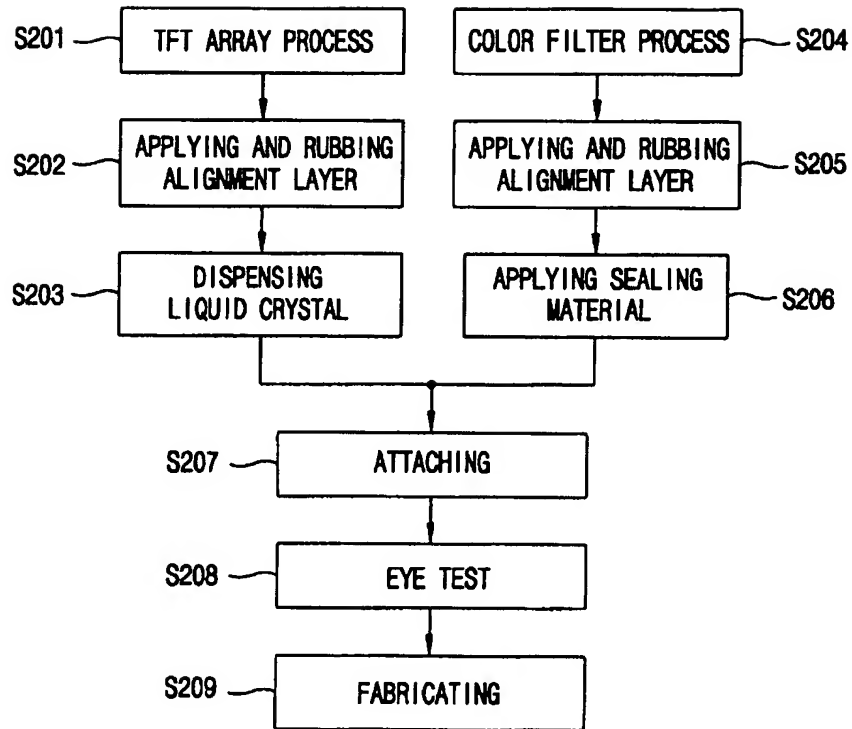 S201
TFT ARRAY PROCESS
COLOR FILTER PROCESS
S204
S202
APPLYING AND RUBBING
ALIGNMENT LAYER
APPLYING AND RUBBING
ALIGNMENT LAYER
S205
S203
DISPENSING
LIQUID CRYSTAL
APPLYING SEALING
MATERIAL
S206
S207
ATTACHING
S208
EYE TEST
S209
FABRICATING